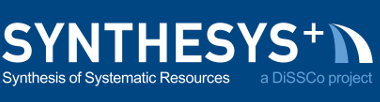 SYNTHESYS+
Synthesis of Systematic Resources a DiSSCo project